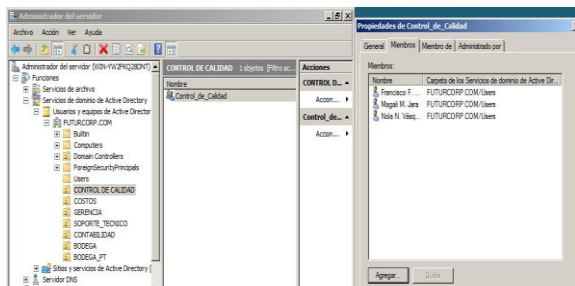 Administrador del servidor
Archivo Acción Ver Ayuda
Administrador del servidor (WIN-YW2FKQ28DNT)
Funciones
Servicios de archivo
Servicios de dominio de Active Directory
Usuarios y equipos de Active Director
FUTURCORP.COM
Builtin
Computers
Domain Controllers
ForeignSecurityPrincipals
Users
CONTROL DE CALIDAD
COSTOS
GERENCIA
SOPORTE_TECNICO
CONTABILIDAD
BODEGA
BODEGA_PT
Sitios y servicios de Active Directory [
Servidor DNS
CONTROL DE CALIDAD 1 objetos [Filtro ac...
Nombre
Control_de_Calidad
Acciones
CONTROL D...
Accion...
Control_de...
Accion...
Propiedades de Control_de_Calidad
General Miembros Miembro de Administrado por
Miembros:
Nombre Carpeta de los Servicios de dominio de Active Dir...
Francisco F. ... FUTURCORP.COM/Users
Magali M. Jara FUTURCORP.COM/Users
Nola N. Vásq... FUTURCORP.COM/Users
Agregar... Quitar